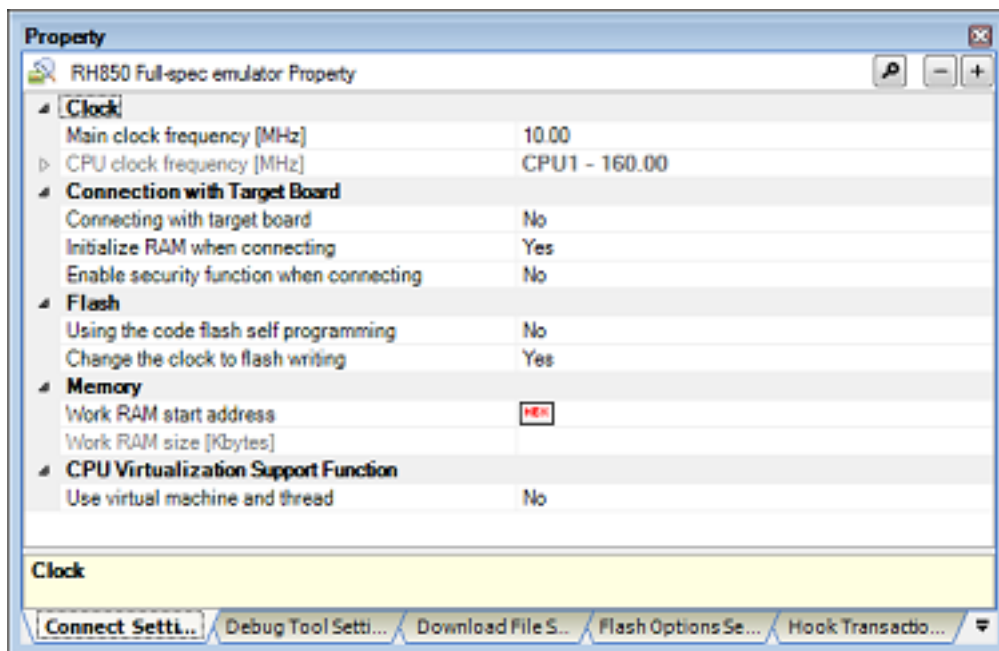 Property
RH850 Full-spec emulator Property
Clock
Main clock frequency [MHz] 10.00
CPU clock frequency [MHz] CPU1 - 160.00
Connection with Target Board
Connecting with target board No
Initialize RAM when connecting Yes
Enable security function when connecting No
Flash
Using the code flash self programming No
Change the clock to flash writing Yes
Memory
Work RAM start address HEX
Work RAM size [Kbytes]
CPU Virtualization Support Function
Use virtual machine and thread No
Clock
Connect Setti... Debug Tool Setti... Download File S... Flash Options Se... Hook Transactio...